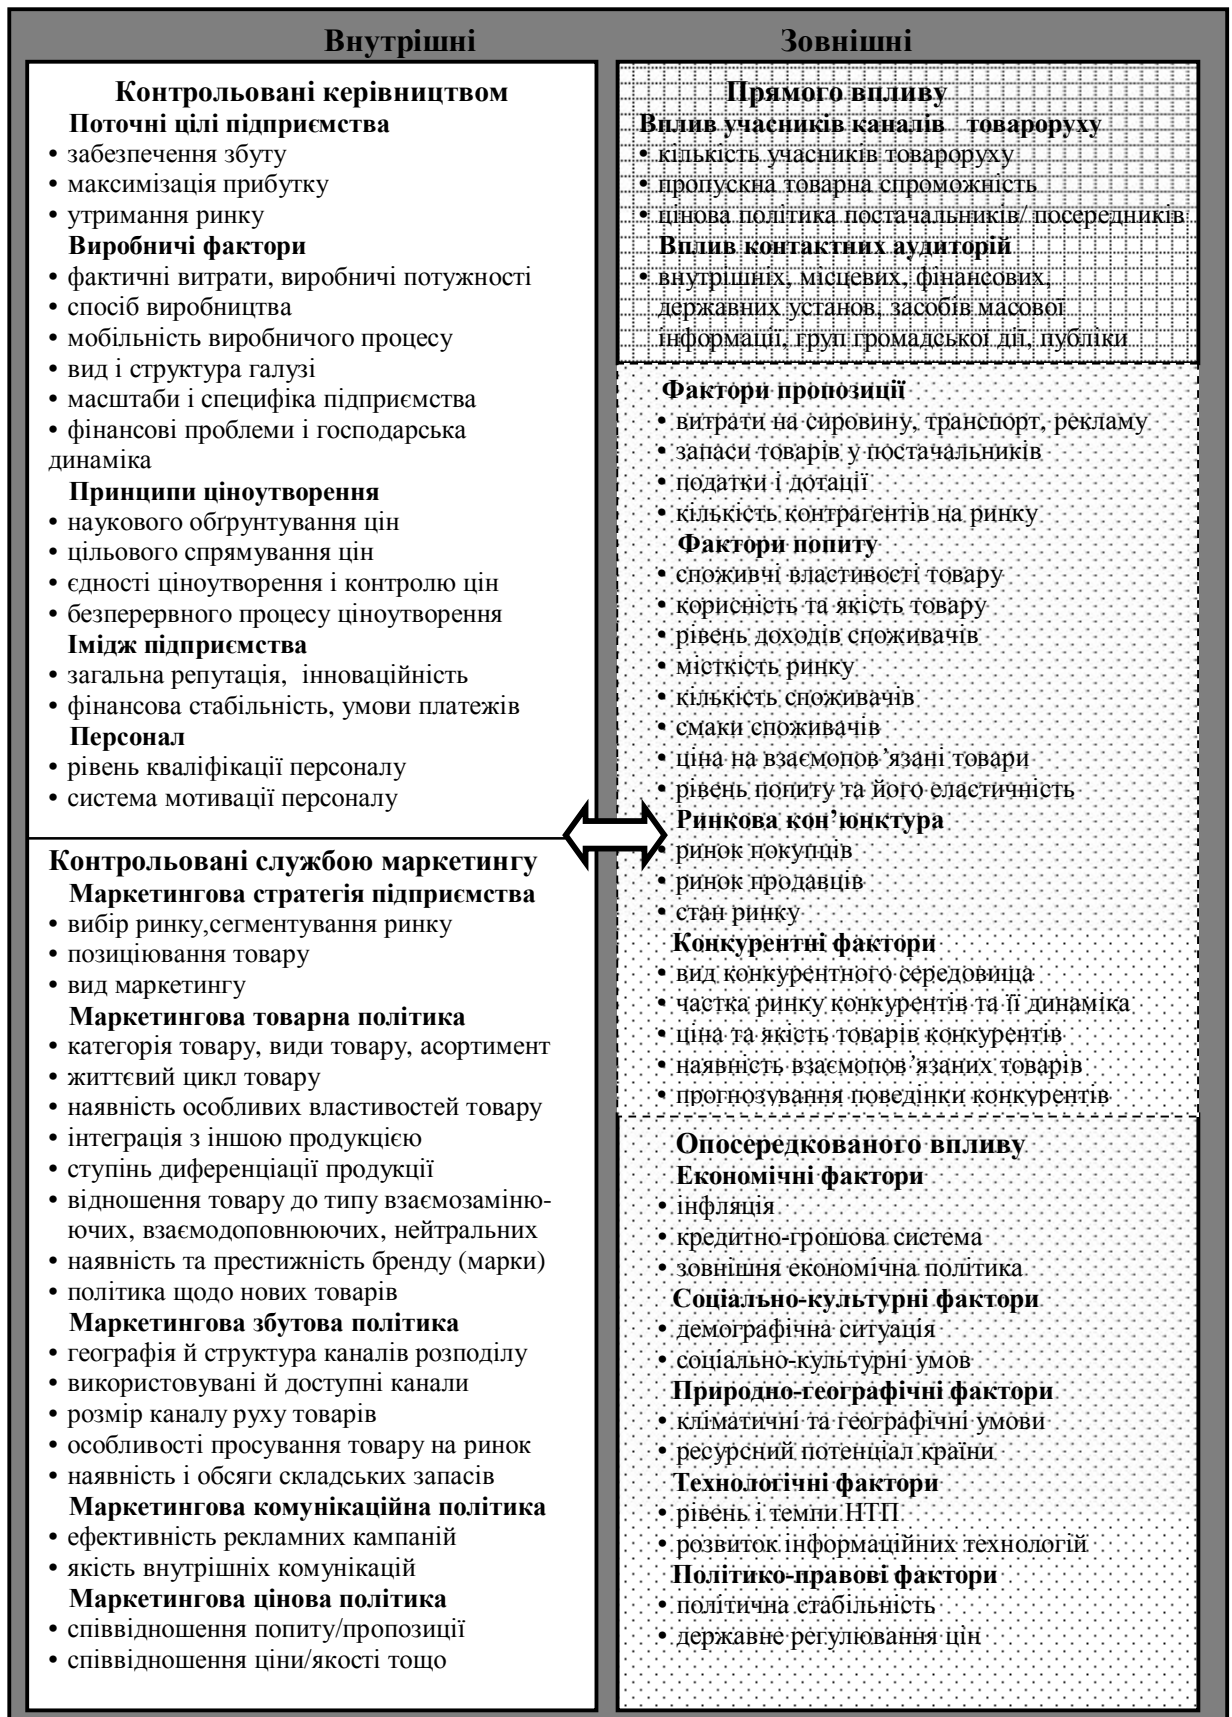 Внутрішні
Зовнішні
Контрольовані керівництвом
Поточні цілі підприємства
• забезпечення збуту
• максимізація прибутку
• утримання ринку
Виробничі фактори
• фактичні витрати, виробничі потужності
• спосіб виробництва
• мобільність виробничого процесу
• вид і структура галузі
• масштаби і специфіка підприємства
• фінансові проблеми і господарська
динаміка
Принципи ціноутворення
• наукового обґрунтування цін
• цільового спрямування цін
• єдності ціноутворення і контролю цін
• безперервного процесу ціноутворення
Імідж підприємства
• загальна репутація, інноваційність
• фінансова стабільність, умови платежів
Персонал
• рівень кваліфікації персоналу
• система мотивації персоналу
Контрольовані службою маркетингу
Маркетингова стратегія підприємства
• вибір ринку,сегментування ринку
• позиціювання товару
• вид маркетингу
Маркетингова товарна політика
• категорія товару, види товару, асортимент
• життєвий цикл товару
• наявність особливих властивостей товару
• інтеграція з іншою продукцією
• ступінь диференціації продукції
• відношення товару до типу взаємозаміню-
ючих, взаємодоповнюючих, нейтральних
• наявність та престижність бренду (марки)
• політика щодо нових товарів
Маркетингова збутова політика
• географія й структура каналів розподілу
• використовувані й доступні канали
• розмір каналу руху товарів
• особливості просування товару на ринок
• наявність і обсяги складських запасів
Маркетингова комунікаційна політика
• ефективність рекламних кампаній
• якість внутрішніх комунікацій
Маркетингова цінова політика
• співвідношення попиту/пропозиції
• співвідношення ціни/якості тощо
Прямого впливу
Вплив учасників каналів товароруху
• кількість учасників товароруху
• пропускна товарна спроможність
• цінова політика постачальників/ посередників
Вплив контактних аудиторій
• внутрішніх, місцевих, фінансових,
державних установ, засобів масової
інформації, груп громадської дії, публіки
Фактори пропозиції
• витрати на сировину, транспорт, рекламу
• запаси товарів у постачальників
• податки і дотації
• кількість контрагентів на ринку
Фактори попиту
• споживчі властивості товару
• корисність та якість товару
• рівень доходів споживачів
• місткість ринку
• кількість споживачів
• смаки споживачів
• ціна на взаємопов’язані товари
• рівень попиту та його еластичність
Ринкова кон’юнктура
• ринок покупців
• ринок продавців
• стан ринку
Конкурентні фактори
• вид конкурентного середовища
• частка ринку конкурентів та її динаміка
• ціна та якість товарів конкурентів
• наявність взаємопов’язаних товарів
• прогнозування поведінки конкурентів
Опосередкованого впливу
Економічні фактори
• інфляція
• кредитно-грошова система
• зовнішня економічна політика
Соціально-культурні фактори
• демографічна ситуація
• соціально-культурні умов
Природно-географічні фактори
• кліматичні та географічні умови
• ресурсний потенціал країни
Технологічні фактори
• рівень і темпи НТП
• розвиток інформаційних технологій
Політико-правові фактори
• політична стабільність
• державне регулювання цін